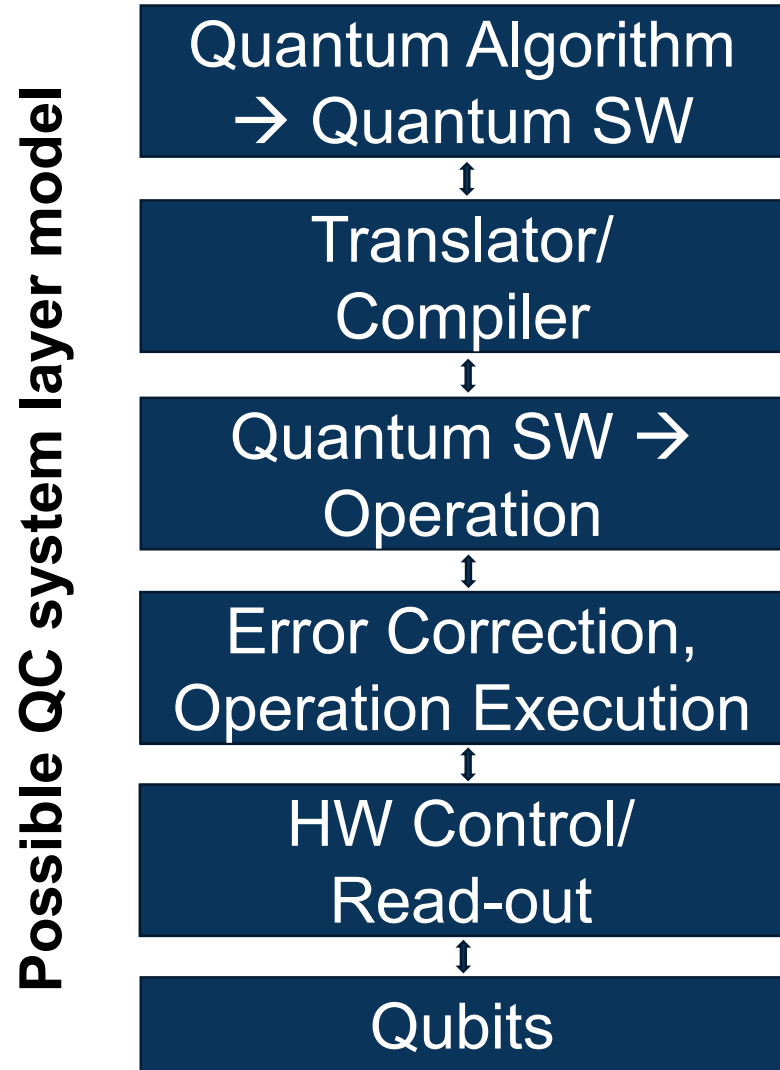 Possible QC system layer model
Quantum Algorithm
→ Quantum SW
Translator/
Compiler
Quantum SW →
Operation
Error Correction,
Operation Execution
HW Control/
Read-out
Qubits